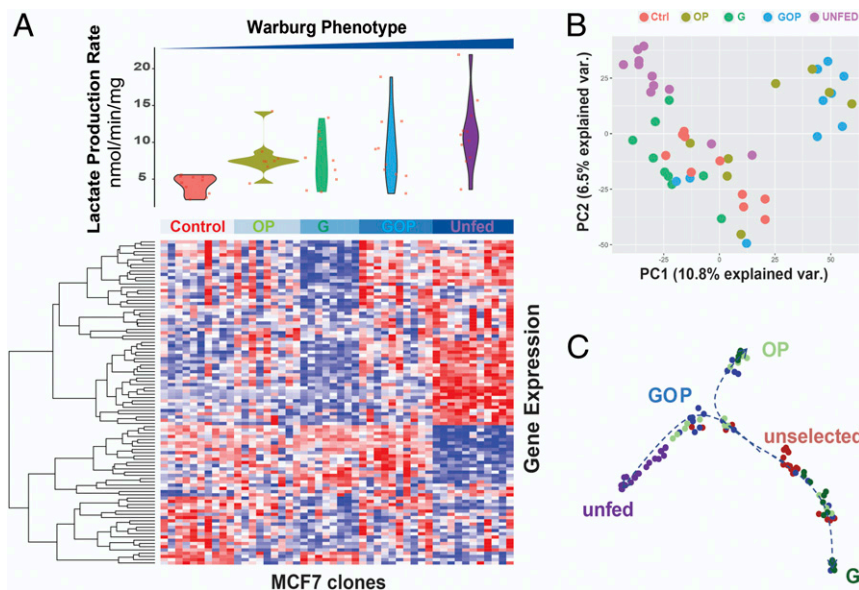 A
Warburg Phenotype
Lactate Production Rate
nmol/min/mg
20
15
10
5
Control OP G GOP Unfed
Gene Expression
MCF7 clones
B
Ctrl OP G GOP UNFED
PC2 (6.5% explained var.)
25
0
-25
-50
-25 0 25 50
PC1 (10.8% explained var.)
C
OP
GOP
unselected
unfed
G